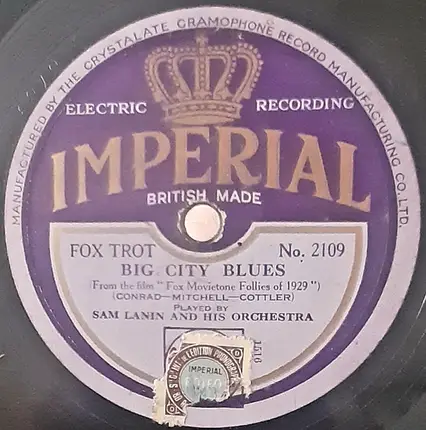 MANUFACTURED BY THE CRYSTALATE GRAMOPHONE RECORD MANUFACTURING CO. LTD.
ELECTRIC RECORDING
IMPERIAL
BRITISH MADE
FOX TROT No. 2109
BIG CITY BLUES
From the film "Fox Movietone Follies of 1929")
(CONRAD—MITCHELL—COTTLER)
PLAYED BY
SAM LANIN AND HIS ORCHESTRA
IMPERIAL